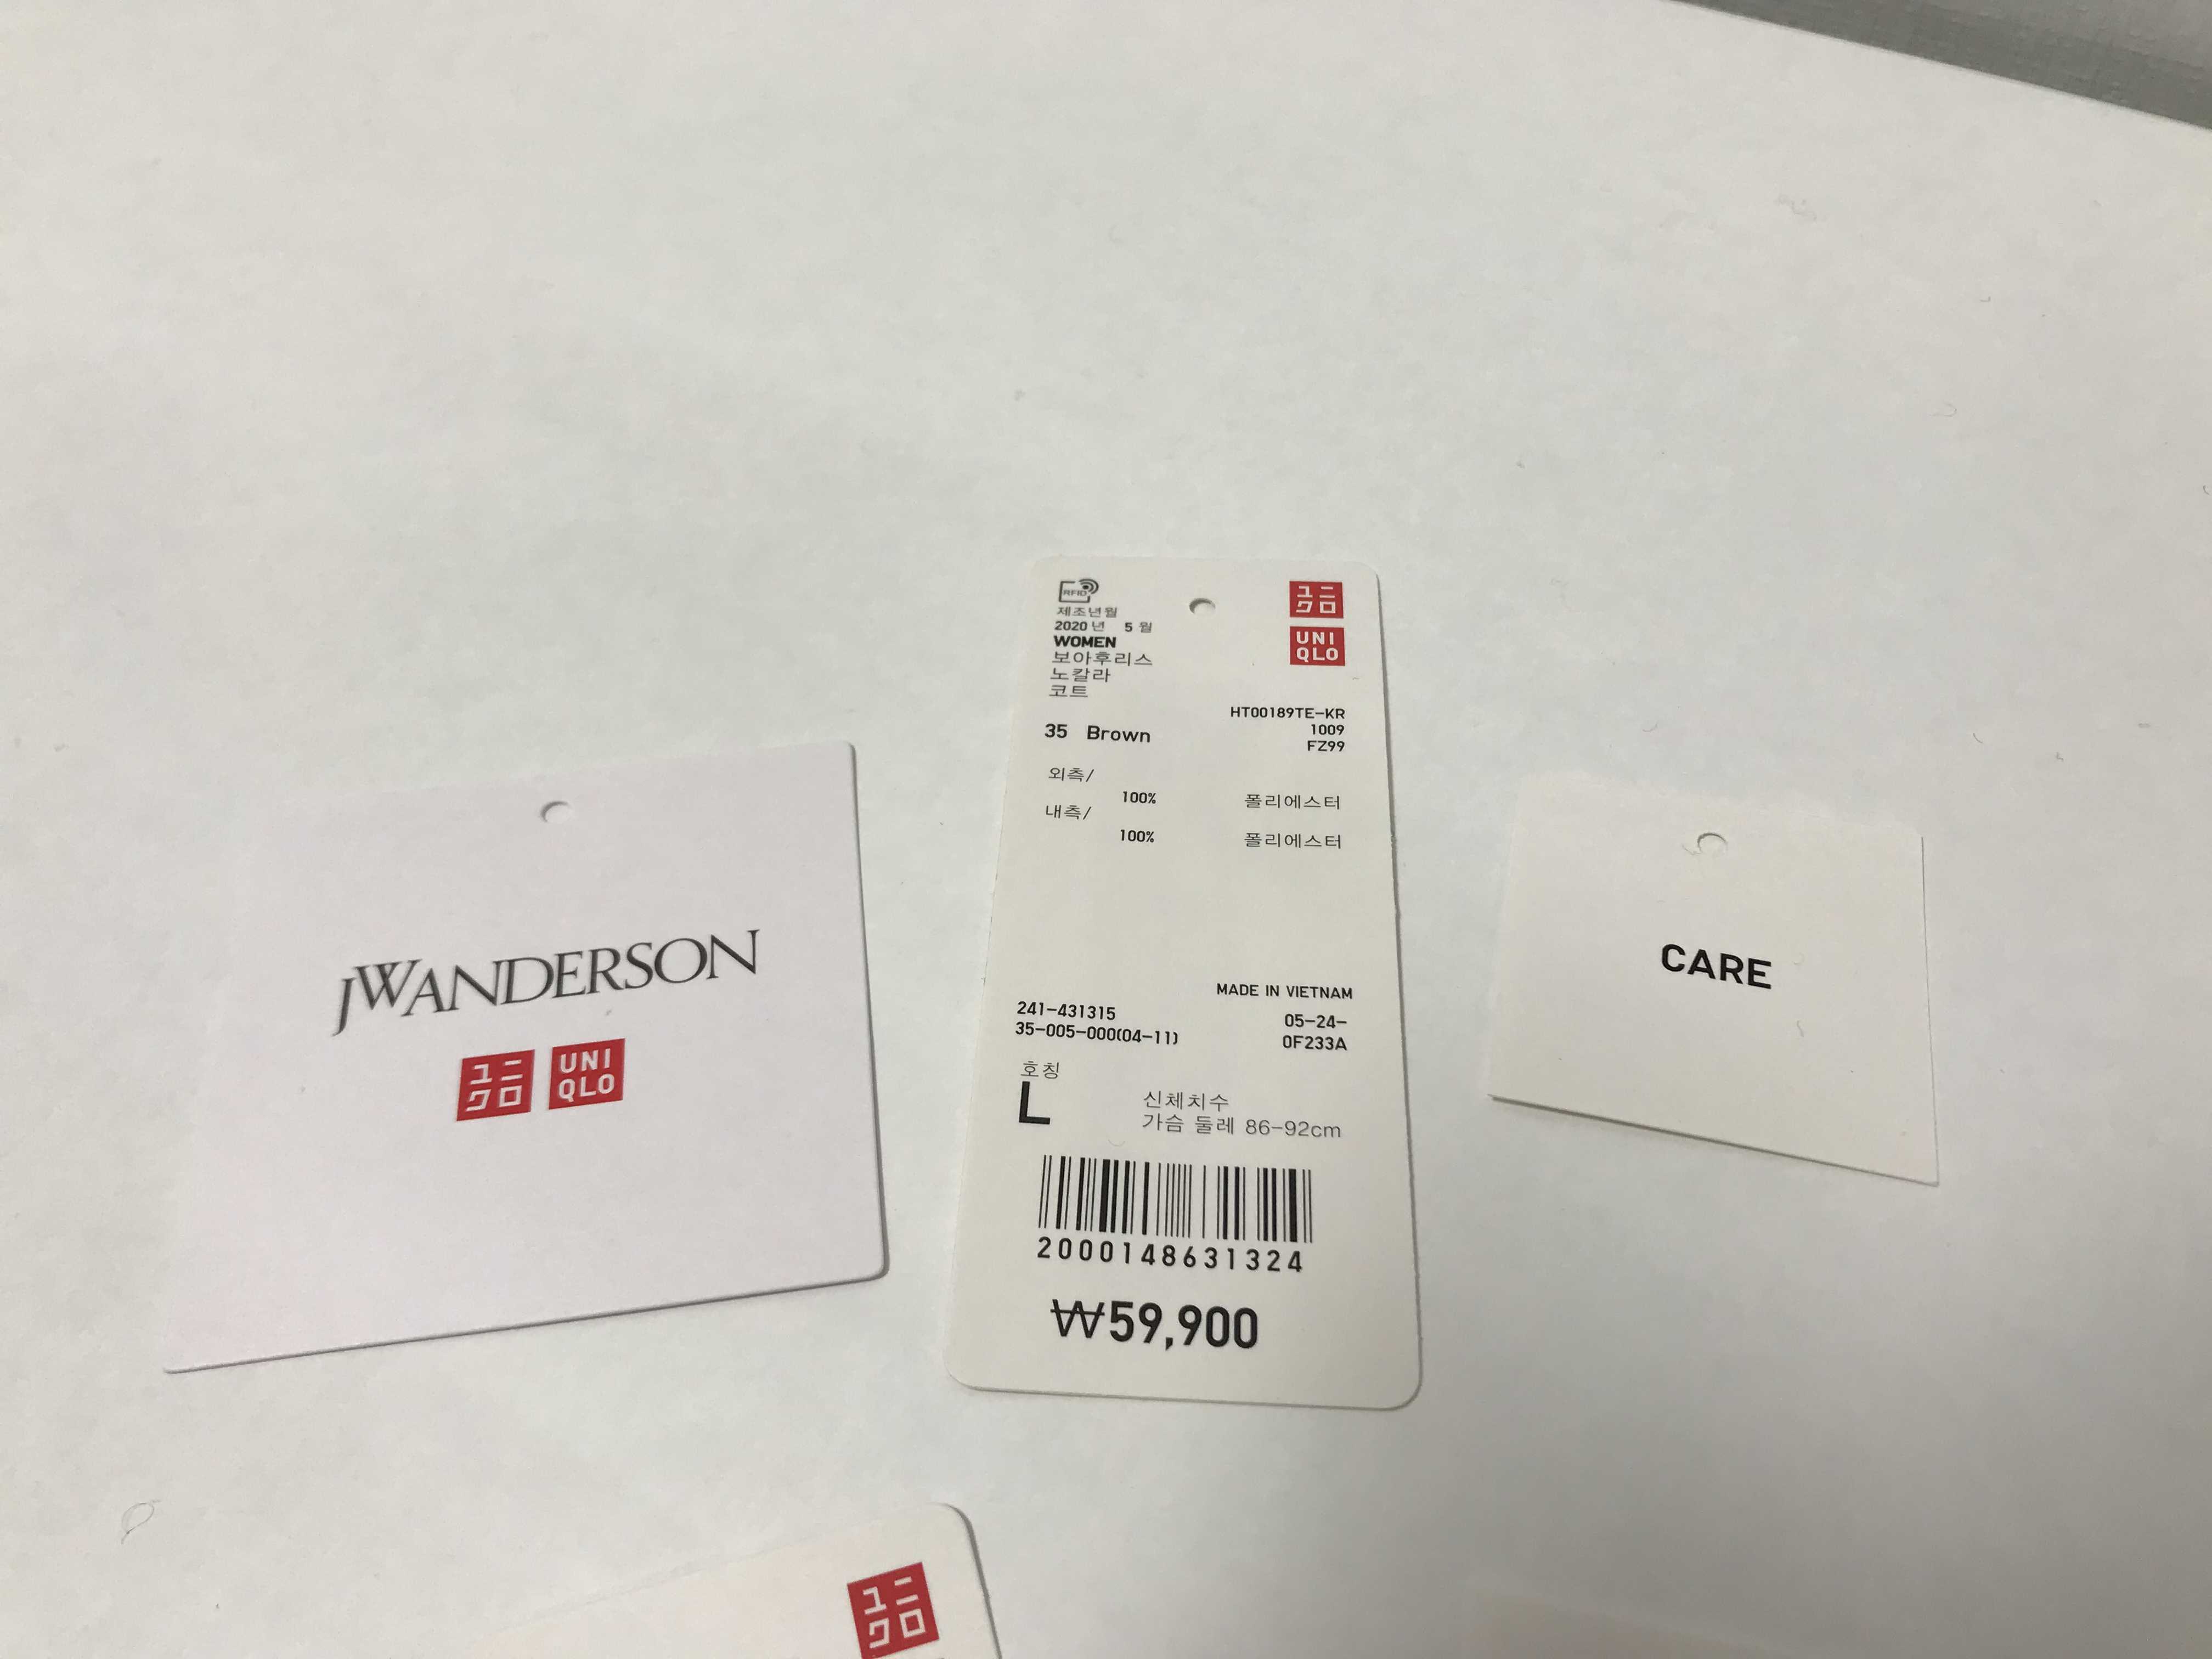 JWANDERSON
ユニ
クロ
UNI
QLO
RFID
제조년월
2020 년 5 월
WOMEN
보아후리스
노칼라
코트
ユニ
クロ
UNI
QLO
HT00189TE-KR
1009
FZ99
35 Brown
외측/
100% 폴리에스터
내측/
100% 폴리에스터
MADE IN VIETNAM
241-431315
35-005-000(04-11)
05-24-
0F233A
호칭
L
신체치수
가슴 둘레 86-92cm
2000148631324
₩59,900
CARE
ユニ
クロ